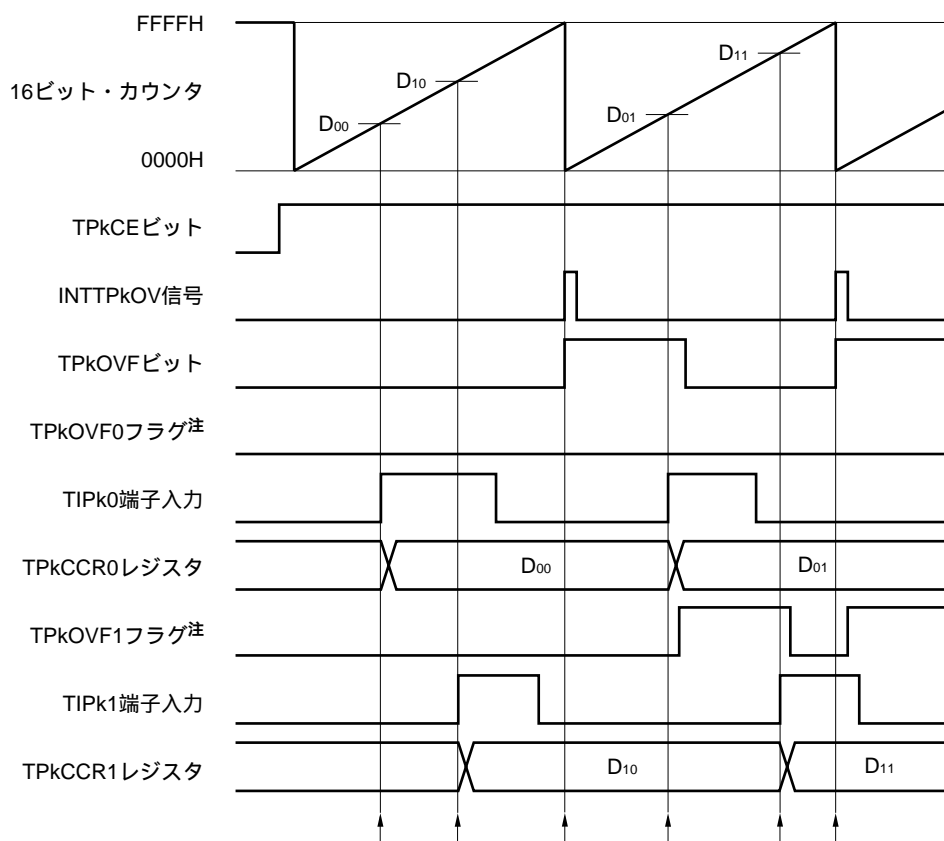 FFFFH
16ビット・カウンタ
0000H
D10
D00
D11
D01
TPkCEビット
INTTPkOV信号
TPkOVFビット
TPkOVF0フラグ注
TIPk0端子入力
TPkCCR0レジスタ
D00
D01
TPkOVF1フラグ注
TIPk1端子入力
TPkCCR1レジスタ
D10
D11